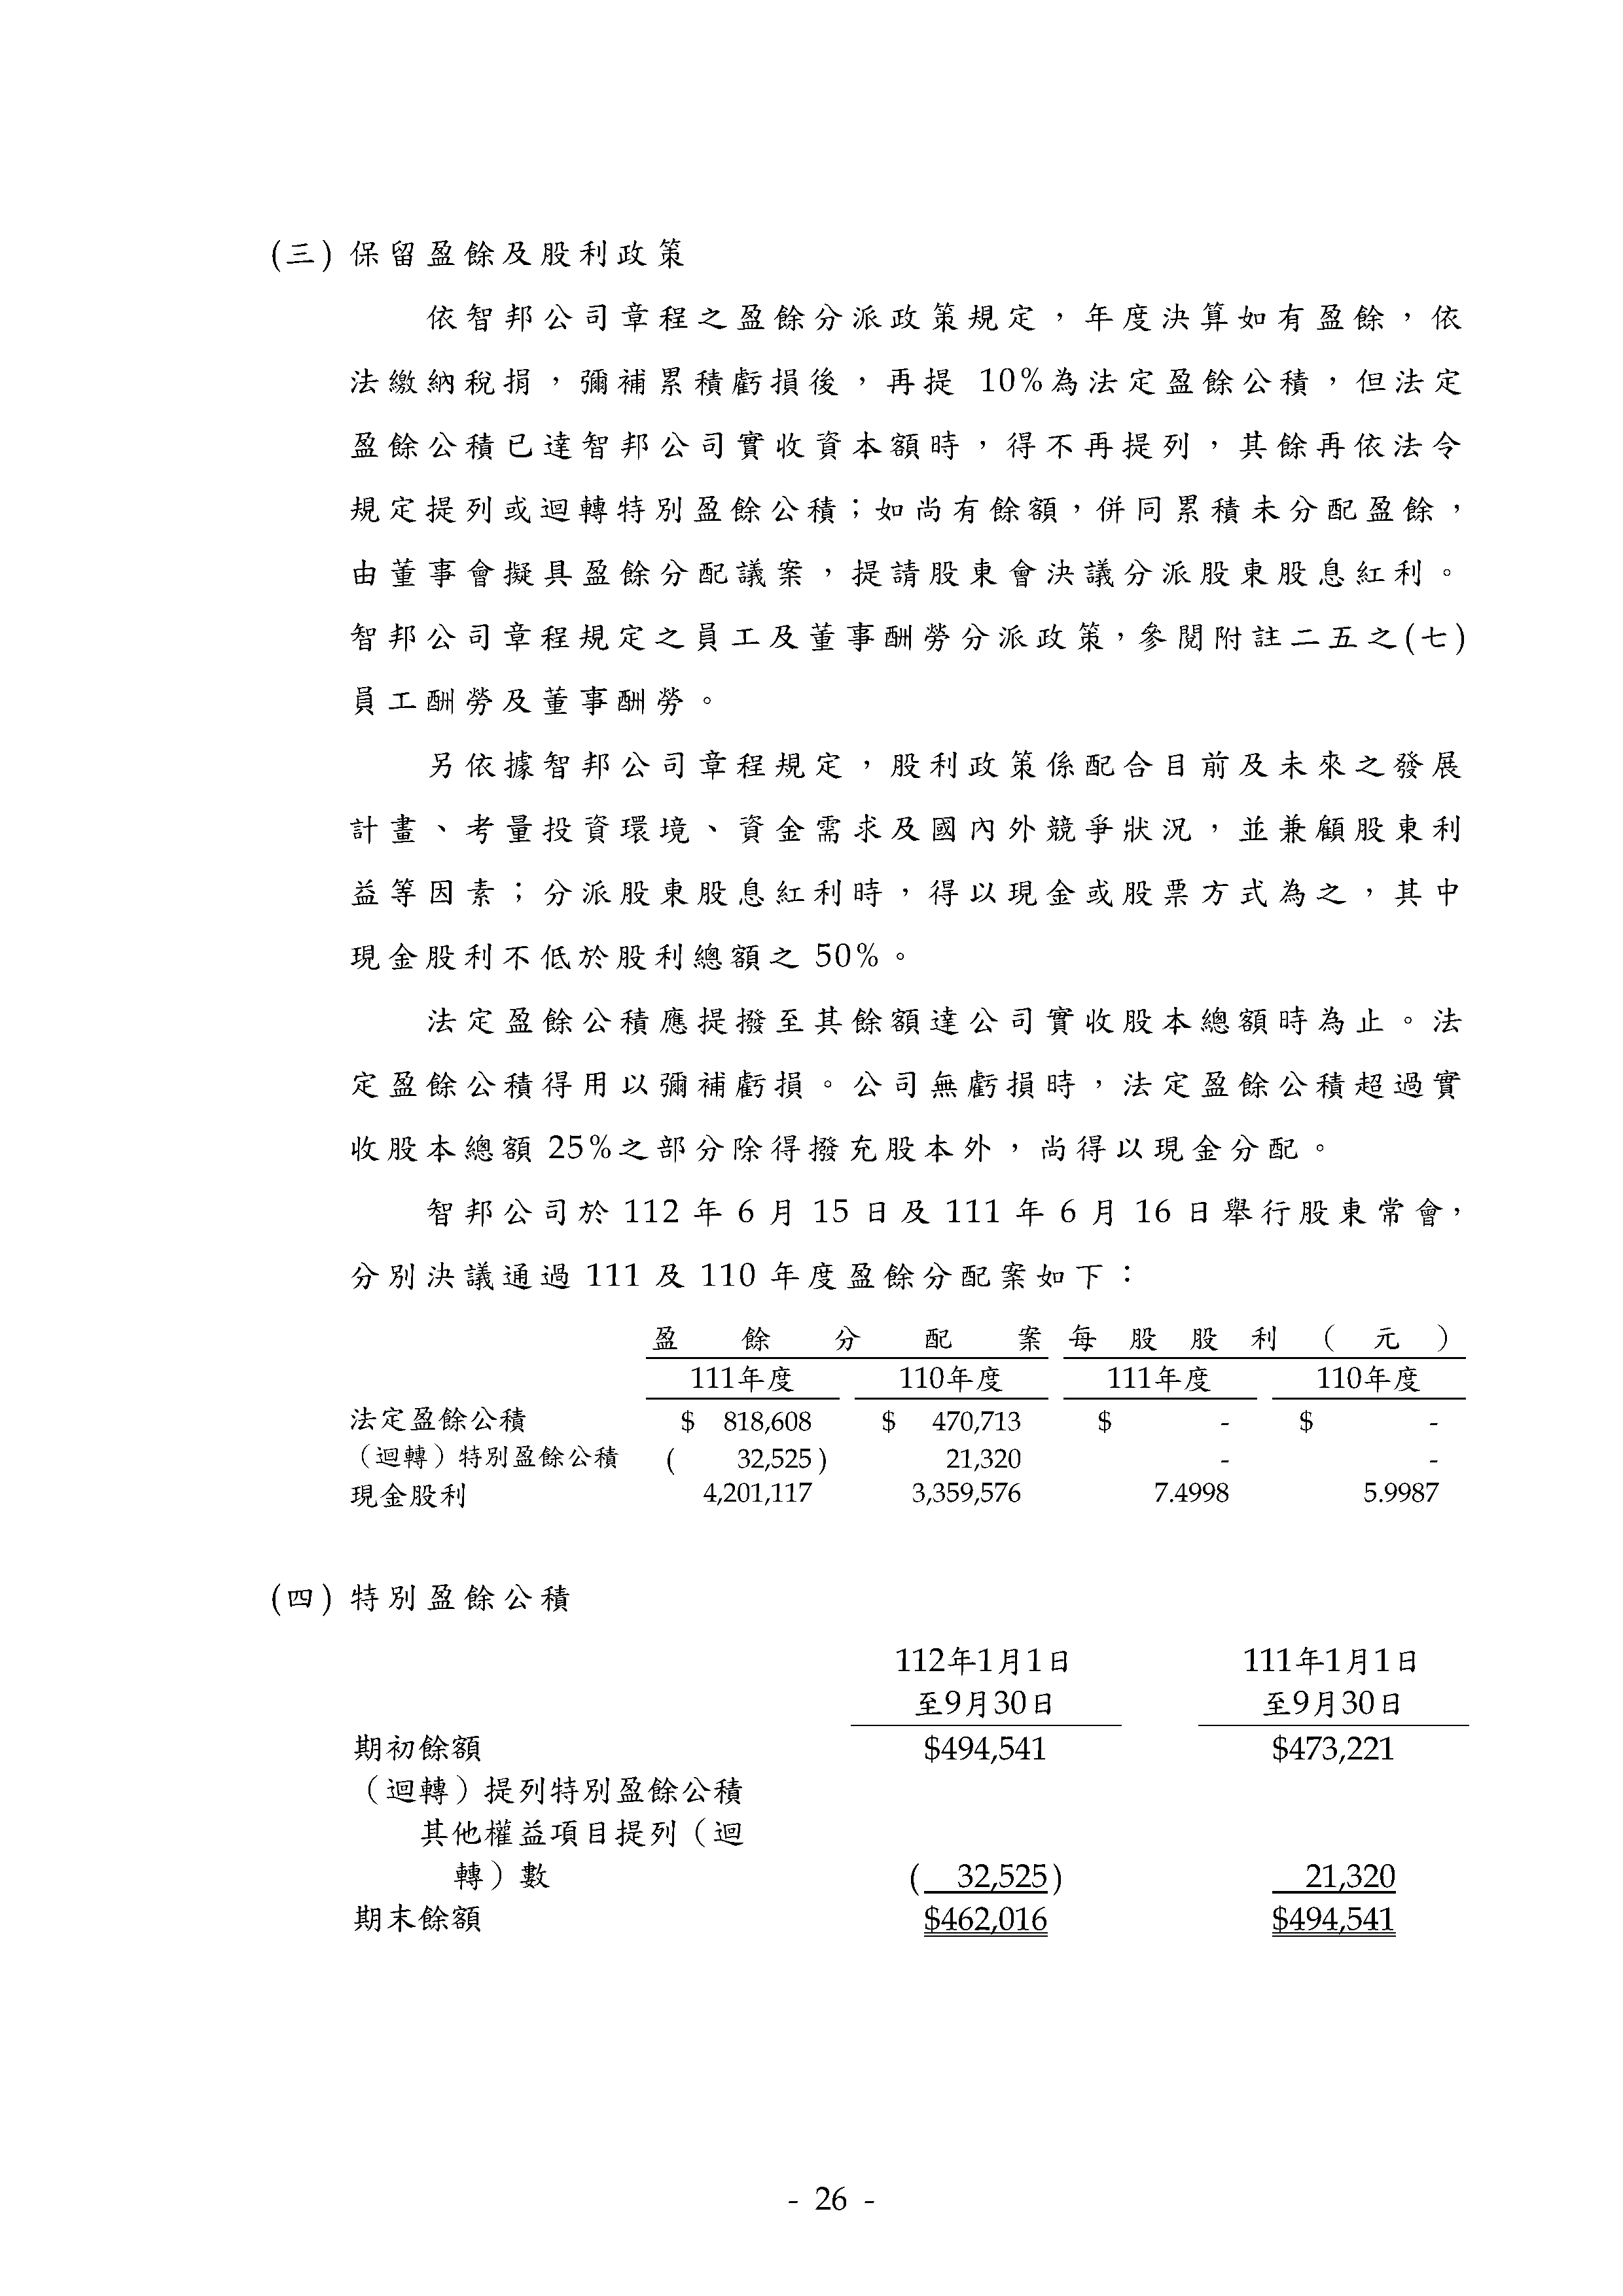 (三) 保留盈餘及股利政策
依智邦公司章程之盈餘分派政策規定，年度決算如有盈餘，依
法繳納稅捐，彌補累積虧損後，再提 10%為法定盈餘公積，但法定
盈餘公積已達智邦公司實收資本額時，得不再提列，其餘再依法令
規定提列或迴轉特別盈餘公積；如尚有餘額，併同累積未分配盈餘，
由董事會擬具盈餘分配議案，提請股東會決議分派股東股息紅利。
智邦公司章程規定之員工及董事酬勞分派政策，參閱附註二五之(七)
員工酬勞及董事酬勞。
另依據智邦公司章程規定，股利政策係配合目前及未來之發展
計畫、考量投資環境、資金需求及國內外競爭狀況，並兼顧股東利
益等因素；分派股東股息紅利時，得以現金或股票方式為之，其中
現金股利不低於股利總額之 50%。
法定盈餘公積應提撥至其餘額達公司實收股本總額時為止。法
定盈餘公積得用以彌補虧損。公司無虧損時，法定盈餘公積超過實
收股本總額 25%之部分除得撥充股本外，尚得以現金分配。
智邦公司於 112 年 6 月 15 日及 111 年 6 月 16 日舉行股東常會，
分別決議通過 111 及 110 年度盈餘分配案如下：
盈餘分配案 每股股利（元）
111年度 110年度 111年度 110年度
法定盈餘公積 $ 818,608 $ 470,713 $ - $ -
（迴轉）特別盈餘公積 ( 32,525) 21,320 - -
現金股利 4,201,117 3,359,576 7.4998 5.9987
(四) 特別盈餘公積
112年1月1日 111年1月1日
至9月30日 至9月30日
期初餘額 $494,541 $473,221
（迴轉）提列特別盈餘公積
其他權益項目提列（迴
轉）數 ( 32,525) 21,320
期末餘額 $462,016 $494,541
- 26 -